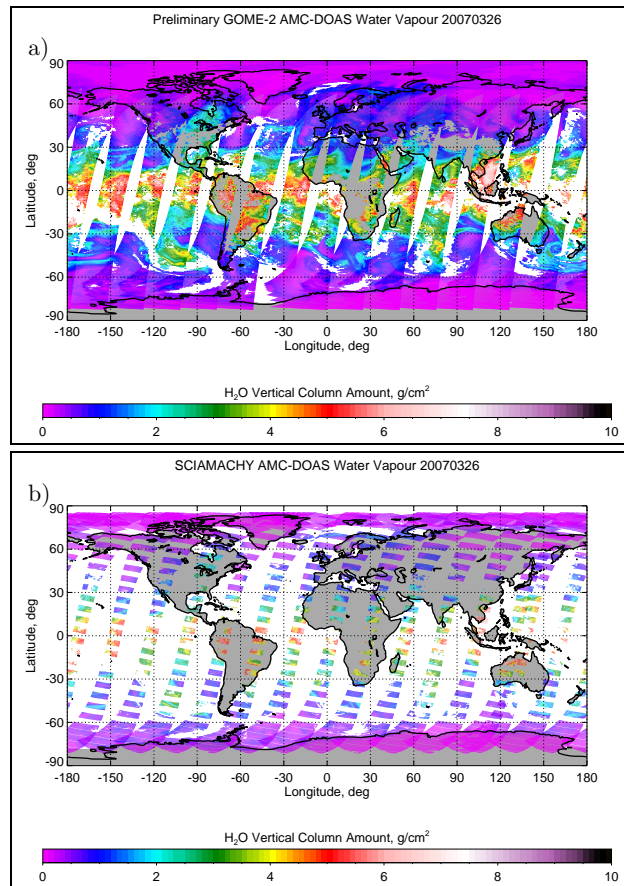 Preliminary GOME-2 AMC-DOAS Water Vapour 20070326
a)
90
60
30
0
-30
-60
-90
Latitude, deg
-180 -150 -120 -90 -60 -30 0 30 60 90 120 150 180
Longitude, deg
H₂O Vertical Column Amount, g/cm²
0 2 4 6 8 10
SCIAMACHY AMC-DOAS Water Vapour 20070326
b)
90
60
30
0
-30
-60
-90
Latitude, deg
-180 -150 -120 -90 -60 -30 0 30 60 90 120 150 180
Longitude, deg
H₂O Vertical Column Amount, g/cm²
0 2 4 6 8 10